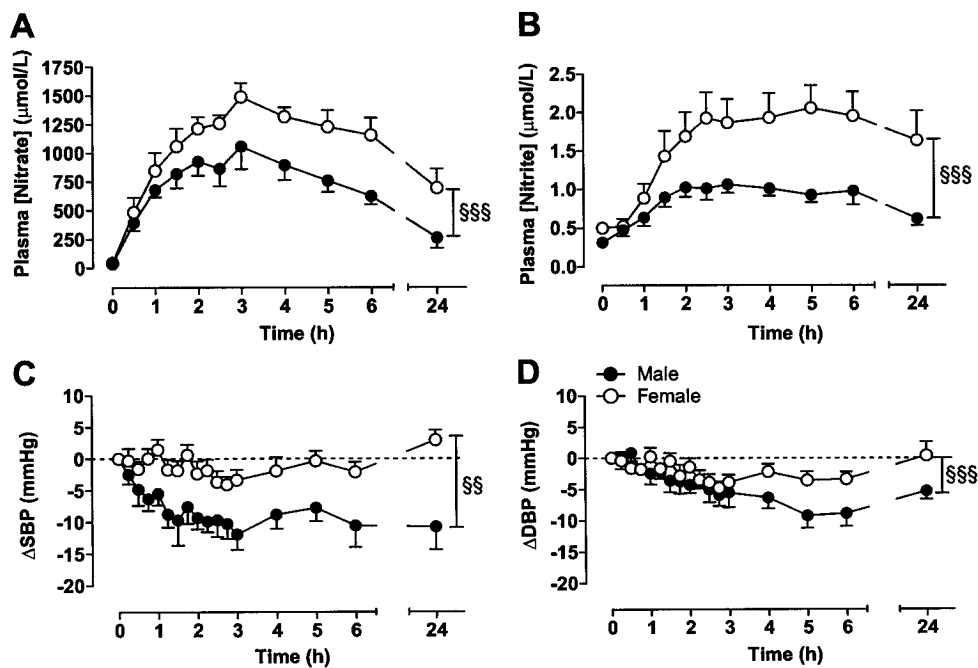 A
Plasma [Nitrate] (μmol/L)
1750
1500
1250
1000
750
500
250
0
§§§
0 1 2 3 4 5 6 24
Time (h)
B
Plasma [Nitrite] (μmol/L)
2.5
2.0
1.5
1.0
0.5
0.0
§§§
0 1 2 3 4 5 6 24
Time (h)
C
ΔSBP (mmHg)
10
5
0
-5
-10
-15
-20
§§
0 1 2 3 4 5 6 24
Time (h)
D
Male
Female
ΔDBP (mmHg)
10
5
0
-5
-10
-15
-20
§§§
0 1 2 3 4 5 6 24
Time (h)